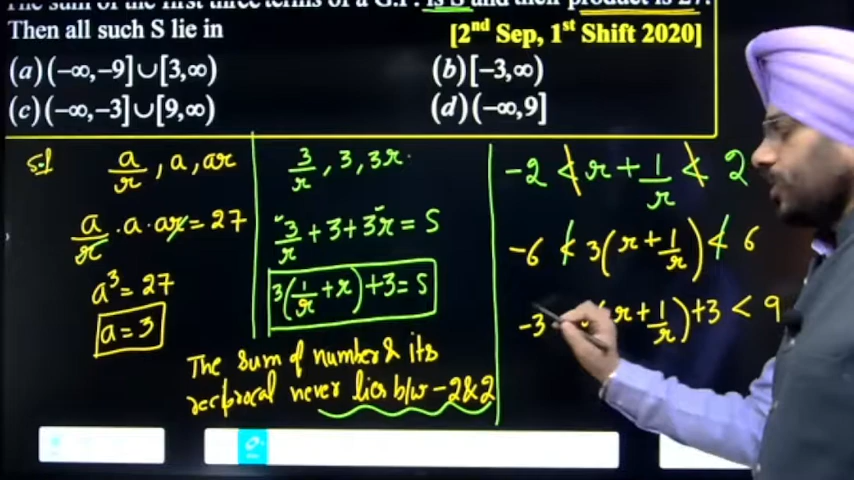 The sum of the first three terms of a G.P. is S and their product is 27.
Then all such S lie in [2nd Sep, 1st Shift 2020]
(a) (−∞,−9]∪[3,∞) (b) [−3,∞)
(c) (−∞,−3]∪[9,∞) (d) (−∞,9]
Sol
a/r , a , ar
a/r · a · ar = 27
a³ = 27
a = 3
3/r , 3 , 3r
3/r + 3 + 3r = S
3(1/r + r) + 3 = S
The sum of number & its
reciprocal never lies b/w −2 & 2
−2 ≮ r + 1/r ≮ 2
−6 ≮ 3(r + 1/r) ≮ 6
−3 (r + 1/r) + 3 < 9